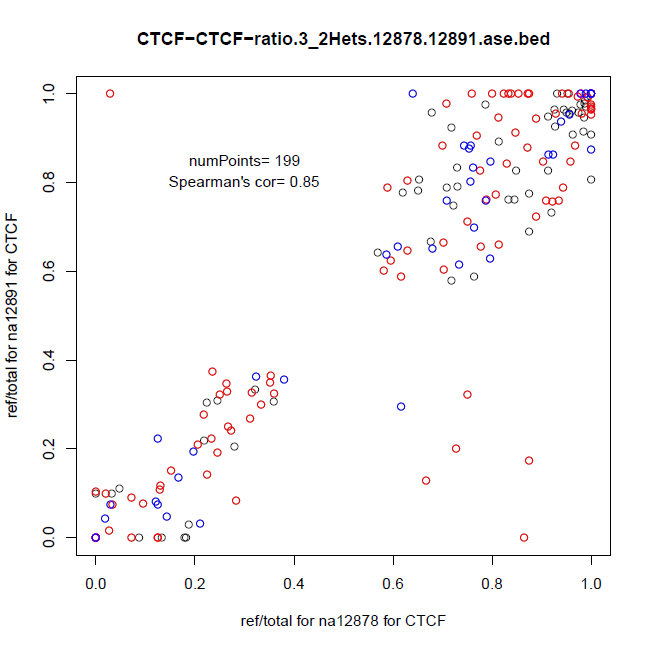 CTCF−CTCF−ratio.3_2Hets.12878.12891.ase.bed
numPoints= 199
Spearman's cor= 0.85
ref/total for na12891 for CTCF
1.0
0.8
0.6
0.4
0.2
0.0
0.0 0.2 0.4 0.6 0.8 1.0
ref/total for na12878 for CTCF